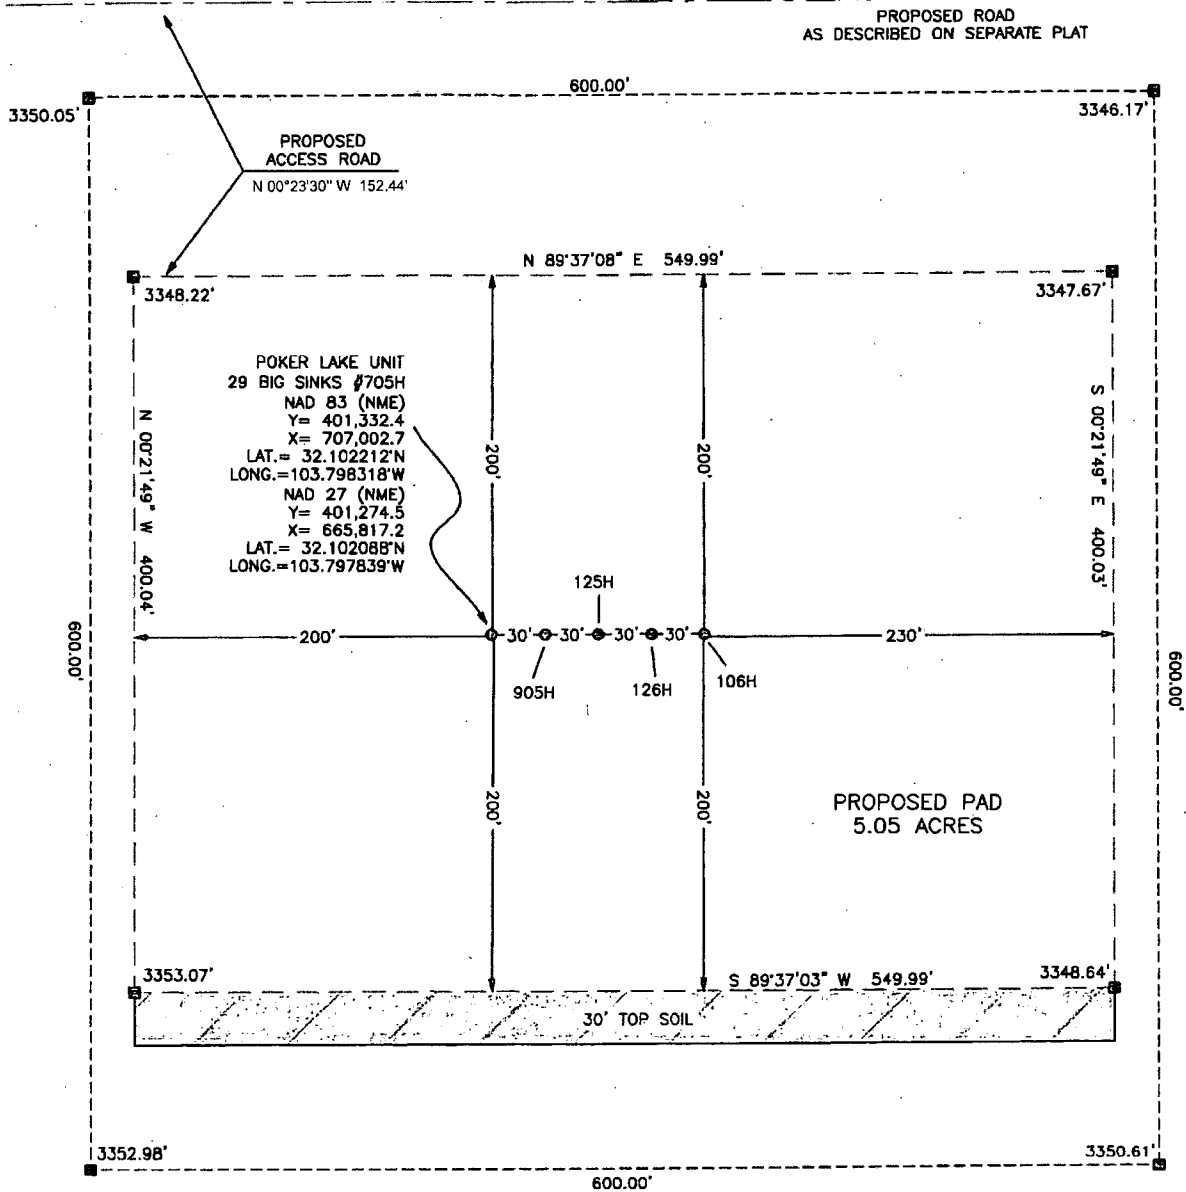 PROPOSED ROAD
AS DESCRIBED ON SEPARATE PLAT
600.00'
3350.05'
3346.17'
PROPOSED
ACCESS ROAD
N 00°23'30" W 152.44'
N 89°37'08" E 549.99'
3348.22'
3347.67'
POKER LAKE UNIT
29 BIG SINKS #705H
NAD 83 (NME)
Y= 401,332.4
X= 707,002.7
LAT.= 32.102212°N
LONG.=103.798318°W
NAD 27 (NME)
Y= 401,274.5
X= 665,817.2
LAT.= 32.102088°N
LONG.=103.797839°W
N 00°21'49" W 400.04'
S 00°21'49" E 400.03'
200'
200'
125H
200'
30'
30'
30'
30'
230'
905H
126H
106H
600.00'
600.00'
200'
200'
PROPOSED PAD
5.05 ACRES
3353.07'
S 89°37'03" W 549.99'
3348.64'
30' TOP SOIL
3352.98'
3350.61'
600.00'